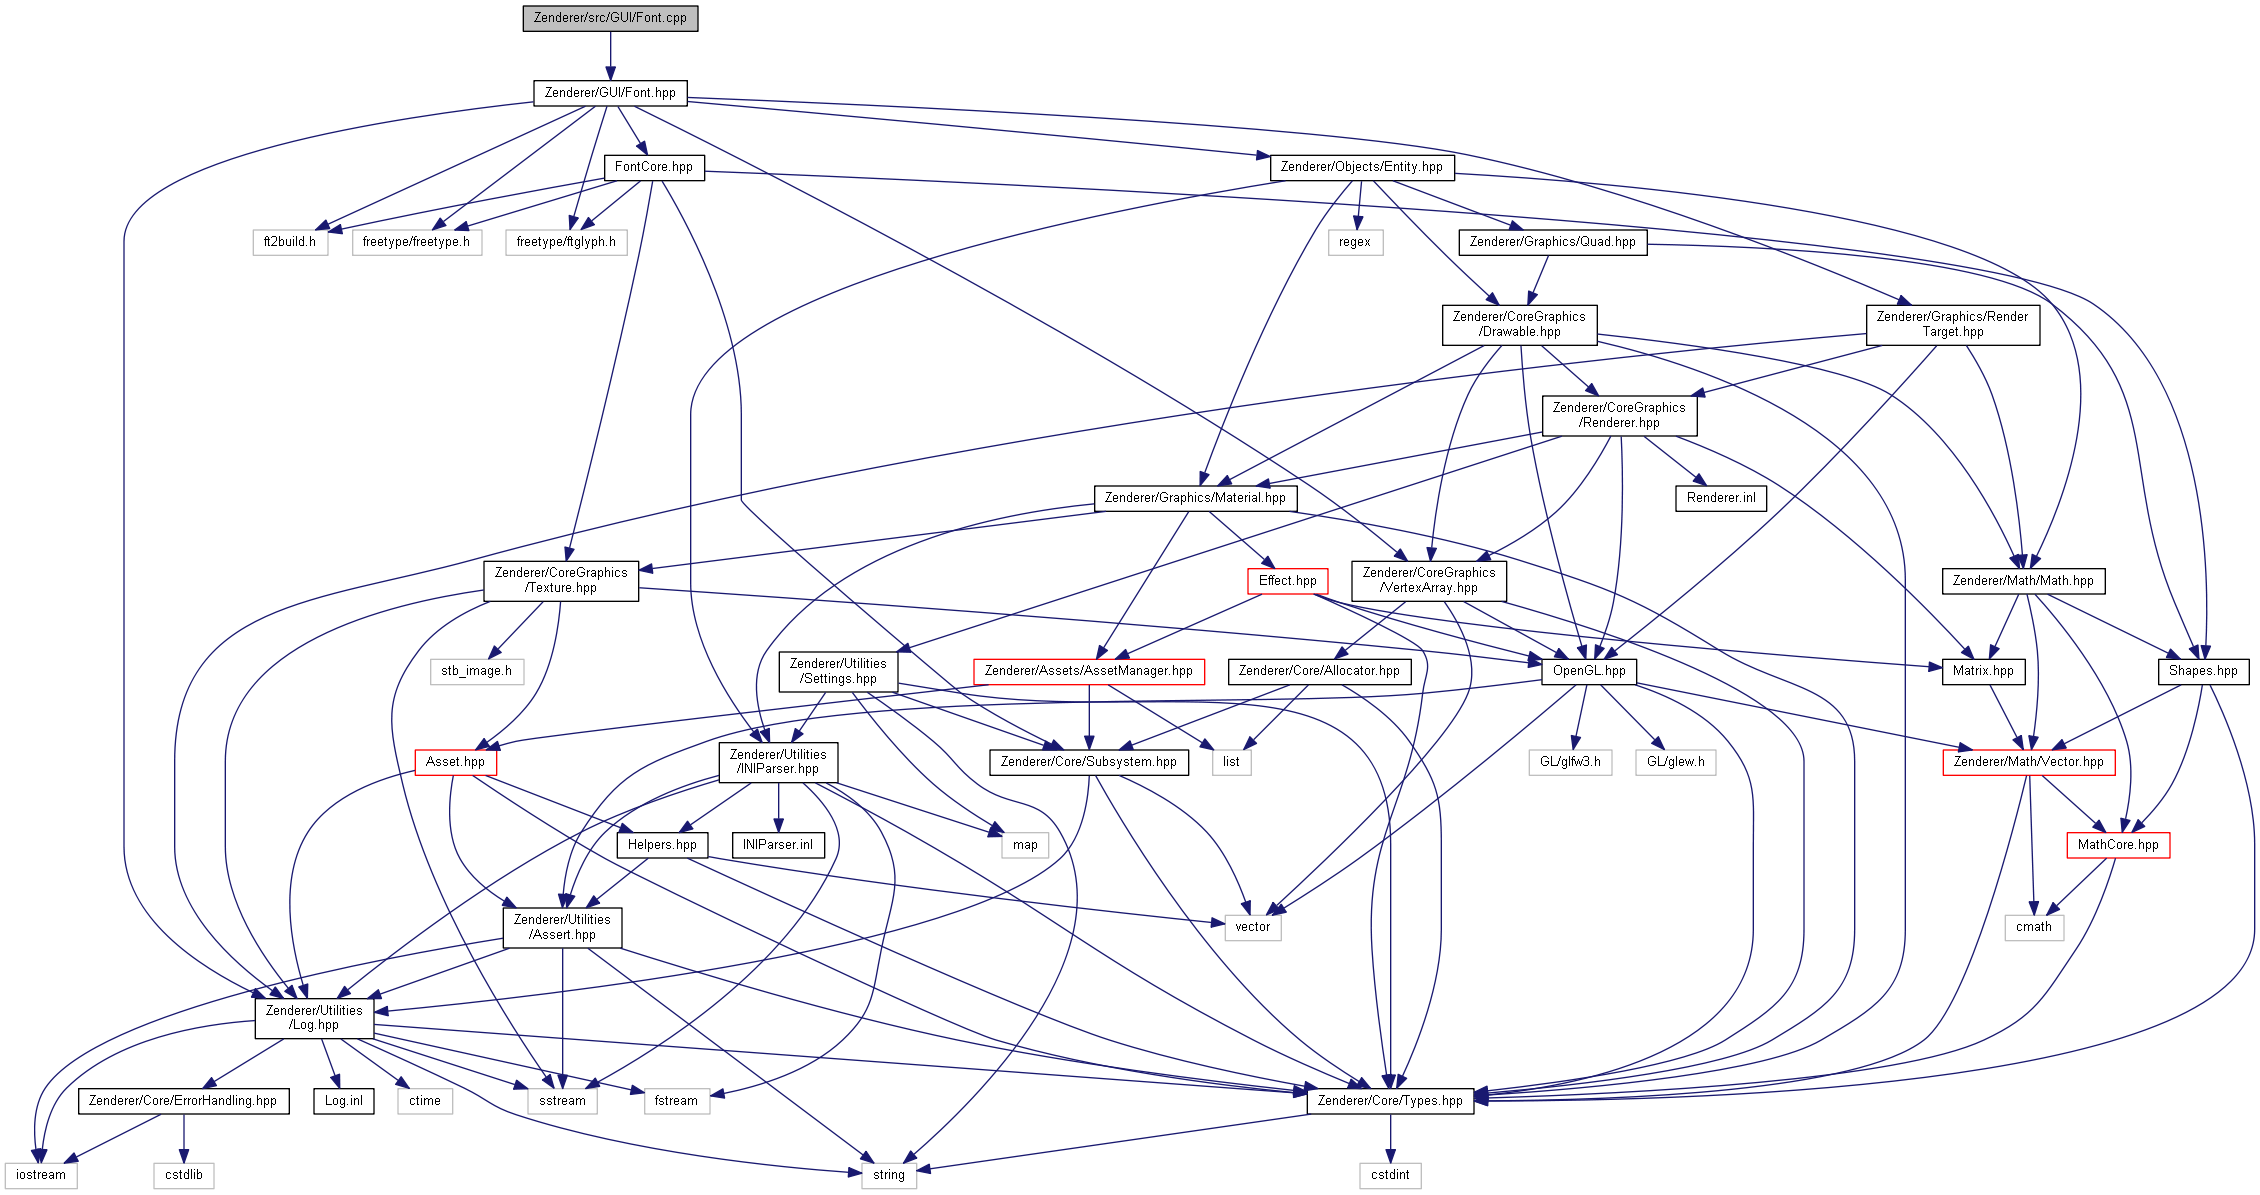 Zenderer/src/GUI/Font.cpp
Zenderer/GUI/Font.hpp
FontCore.hpp
Zenderer/Objects/Entity.hpp
ft2build.h
freetype/freetype.h
freetype/ftglyph.h
regex
Zenderer/Graphics/Quad.hpp
Zenderer/CoreGraphics
/Drawable.hpp
Zenderer/Graphics/Render
Target.hpp
Zenderer/CoreGraphics
/Renderer.hpp
Zenderer/Graphics/Material.hpp
Renderer.inl
Zenderer/CoreGraphics
/Texture.hpp
Effect.hpp
Zenderer/CoreGraphics
/VertexArray.hpp
Zenderer/Math/Math.hpp
stb_image.h
Zenderer/Utilities
/Settings.hpp
Zenderer/Assets/AssetManager.hpp
Zenderer/Core/Allocator.hpp
OpenGL.hpp
Matrix.hpp
Shapes.hpp
Asset.hpp
Zenderer/Utilities
/INIParser.hpp
Zenderer/Core/Subsystem.hpp
list
GL/glfw3.h
GL/glew.h
Zenderer/Math/Vector.hpp
Helpers.hpp
INIParser.inl
map
MathCore.hpp
Zenderer/Utilities
/Assert.hpp
vector
cmath
Zenderer/Utilities
/Log.hpp
Zenderer/Core/ErrorHandling.hpp
Log.inl
ctime
sstream
fstream
Zenderer/Core/Types.hpp
iostream
cstdlib
string
cstdint